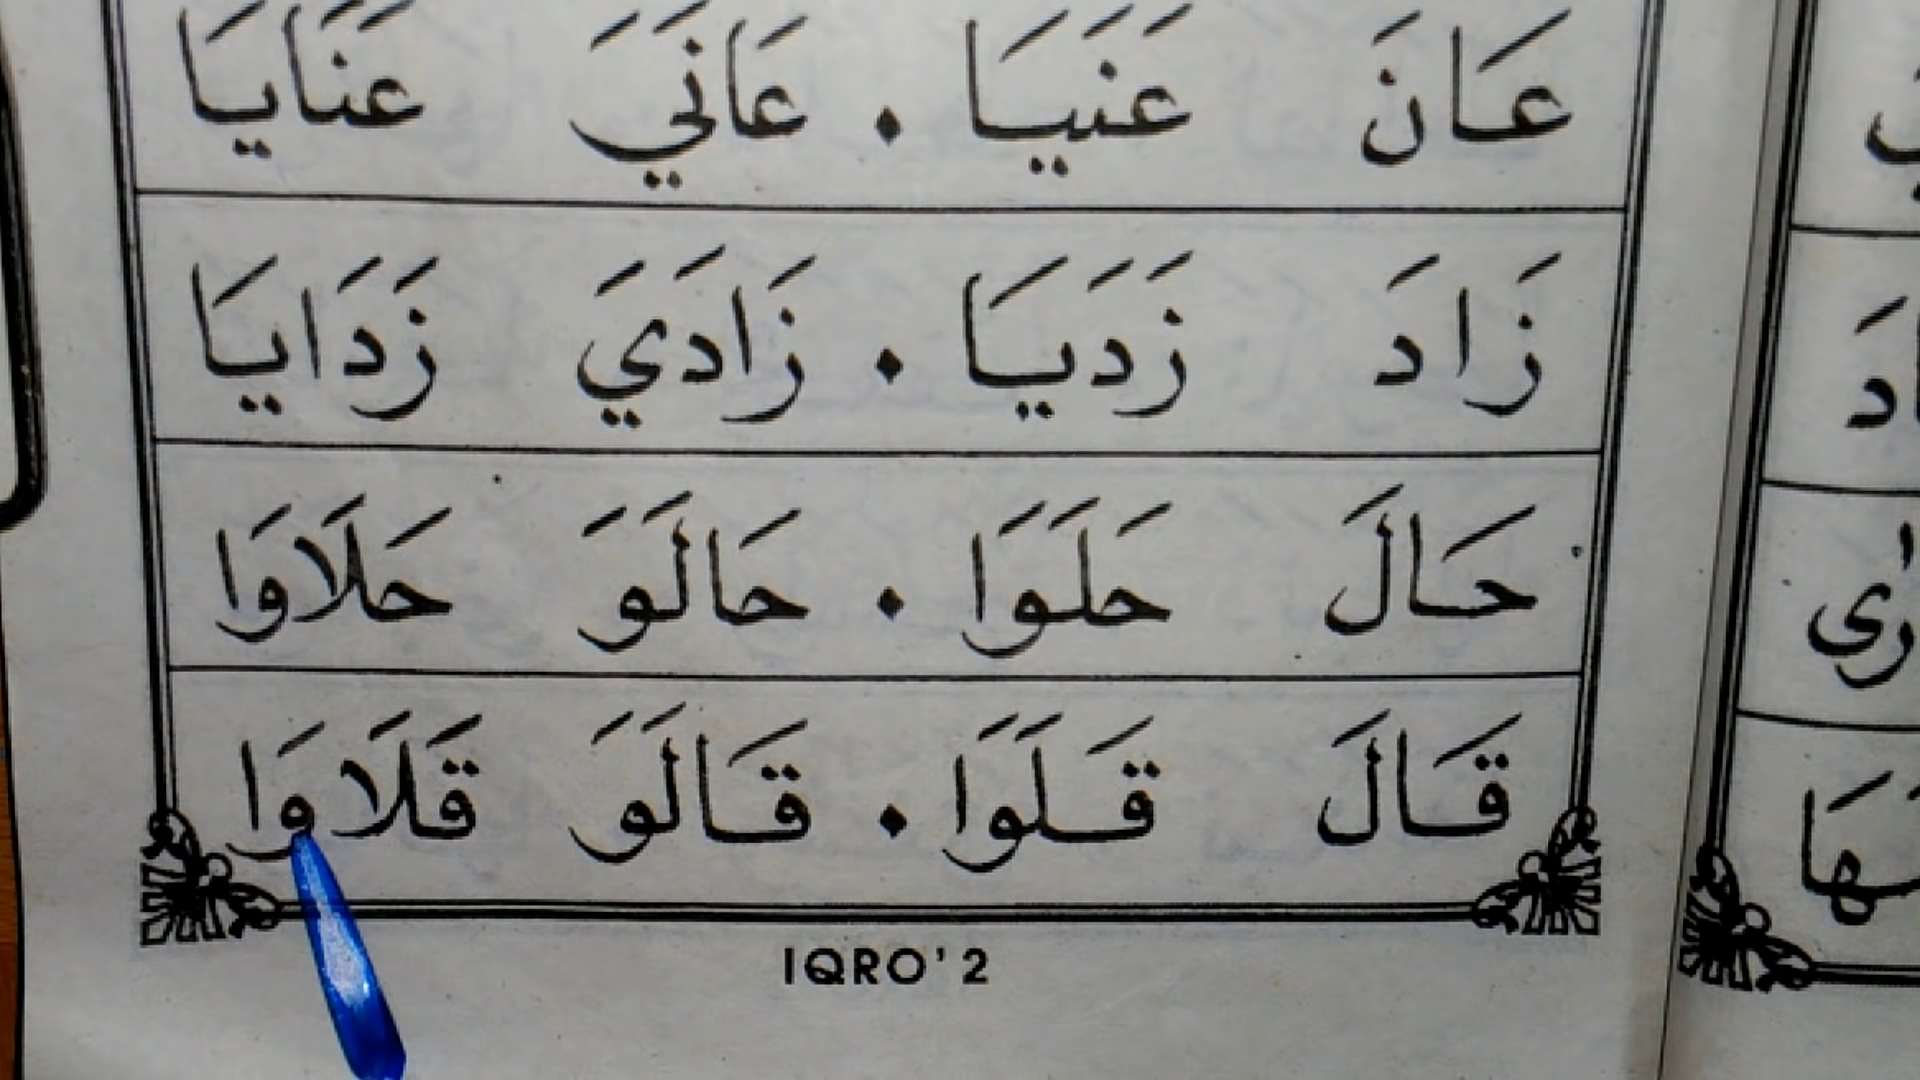 عَانَ عَنَيَا . عَانَيَ عَنَايَا
زَادَ زَدَيَا . زَادَيَ زَدَايَا
حَالَ حَلَوَا . حَالَوَ حَلَاوَا
قَالَ قَلَوَا . قَالَوَ قَلَاوَا
IQRO' 2